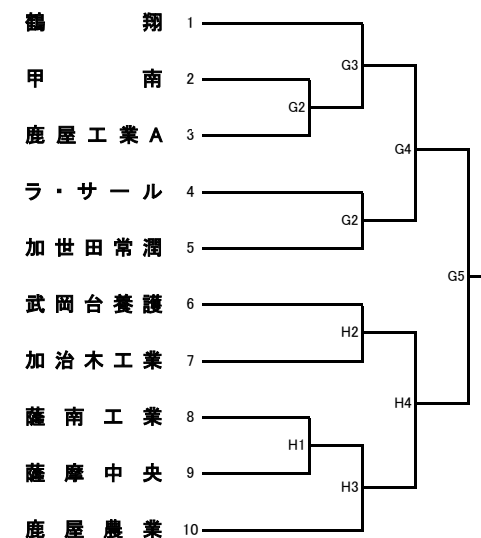 鶴翔 1
G3
甲南 2
G2
鹿屋工業A 3
G4
ラ・サール 4
G2
加世田常潤 5
G5
武岡台養護 6
H2
加治木工業 7
H4
薩南工業 8
H1
薩摩中央 9
H3
鹿屋農業 10